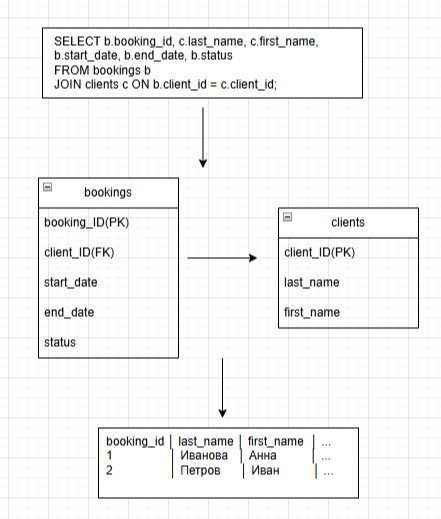 SELECT b.booking_id, c.last_name, c.first_name,
b.start_date, b.end_date, b.status
FROM bookings b
JOIN clients c ON b.client_id = c.client_id;
bookings
booking_ID(PK)
client_ID(FK)
start_date
end_date
status
clients
client_ID(PK)
last_name
first_name
booking_id | last_name | first_name | ...
1 | Иванова | Анна | ...
2 | Петров | Иван | ...